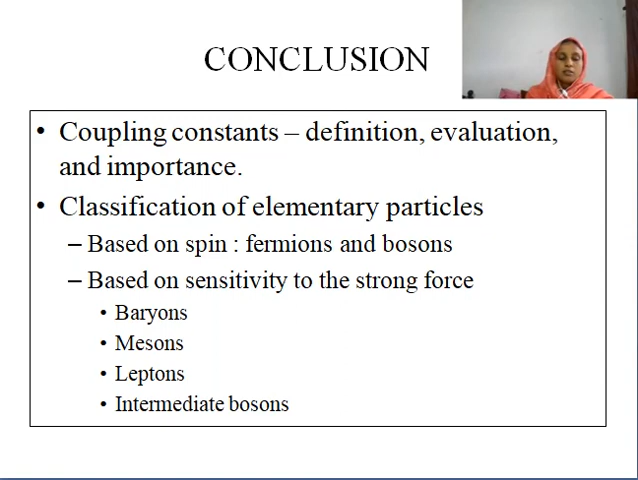 CONCLUSION
• Coupling constants – definition, evaluation,
and importance.
• Classification of elementary particles
– Based on spin : fermions and bosons
– Based on sensitivity to the strong force
• Baryons
• Mesons
• Leptons
• Intermediate bosons